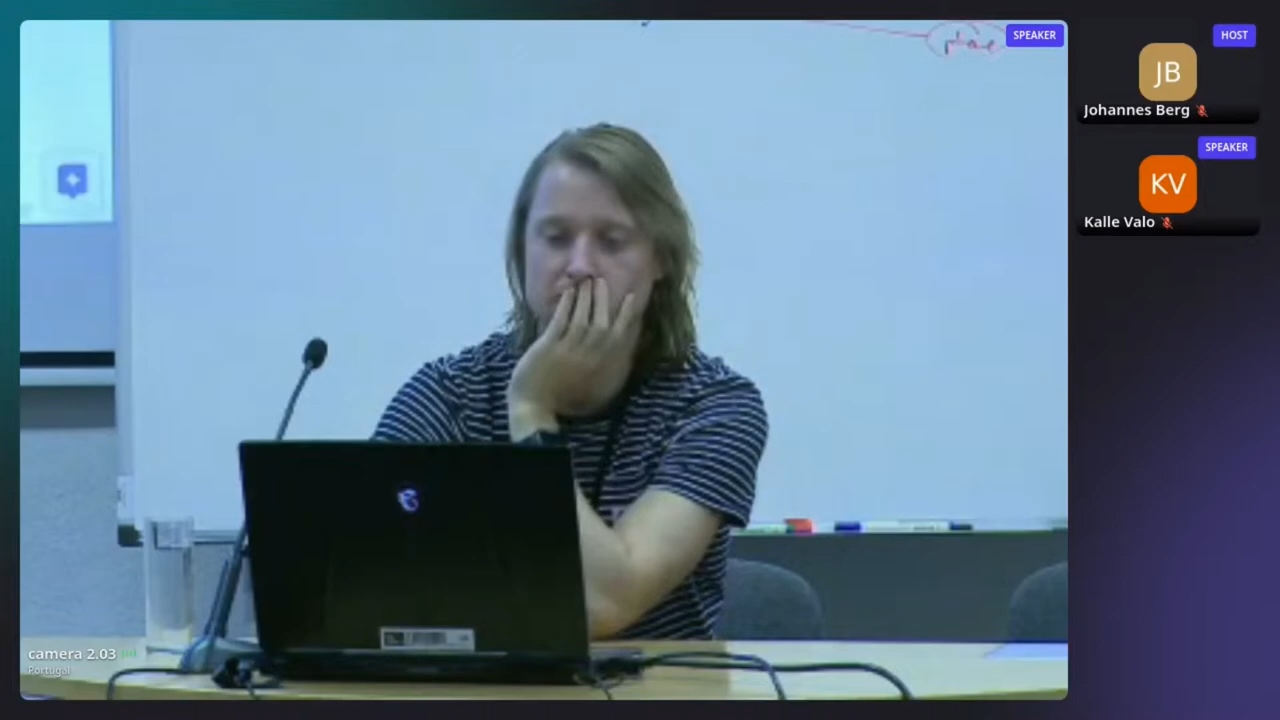 SPEAKER
HOST
JB
Johannes Berg
SPEAKER
KV
Kalle Valo
camera 2.03
Portugal